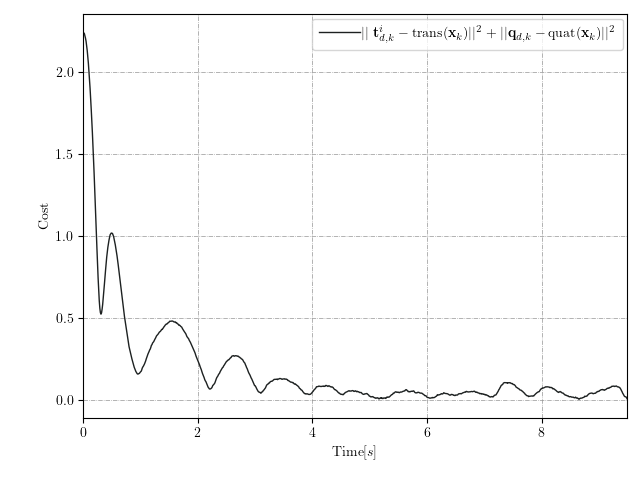 || t^i_{d,k} − trans(x_k)||² + ||q_{d,k} − quat(x_k)||²
2.0
1.5
1.0
0.5
0.0
Cost
0 2 4 6 8
Time[s]